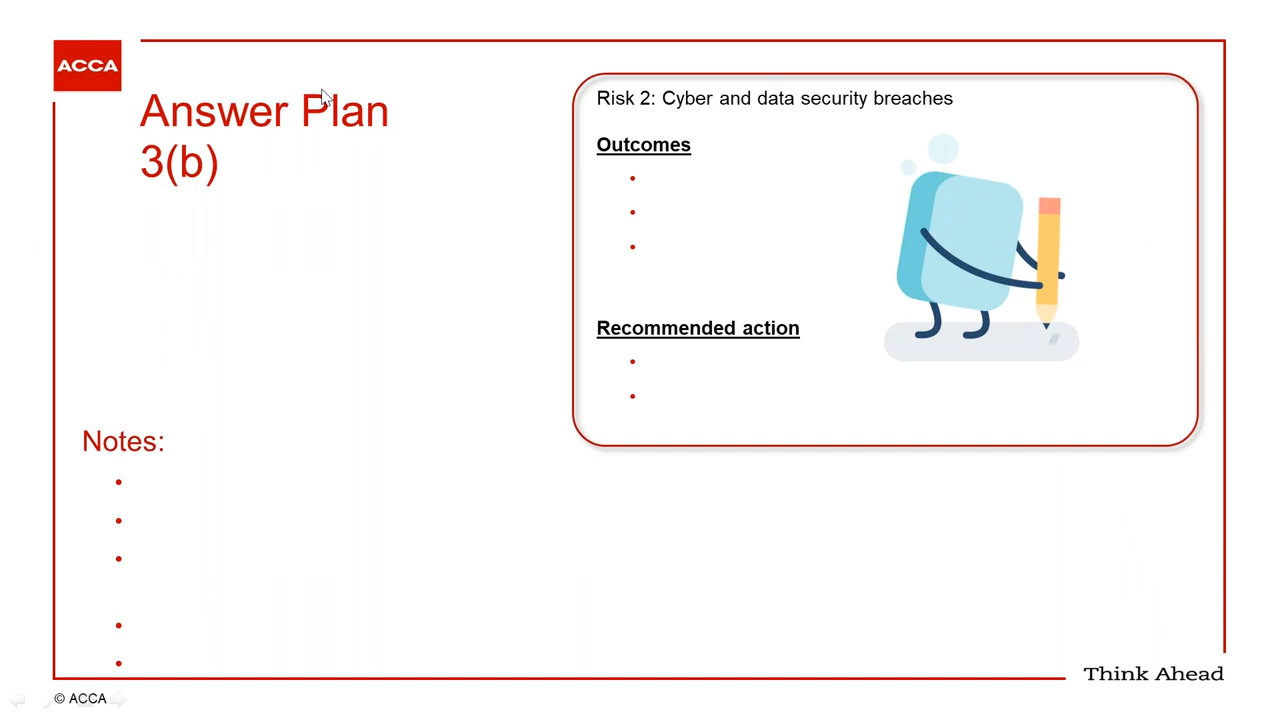 ACCA
Answer Plan
3(b)
Risk 2: Cyber and data security breaches
Outcomes
Recommended action
Notes:
Think Ahead
© ACCA